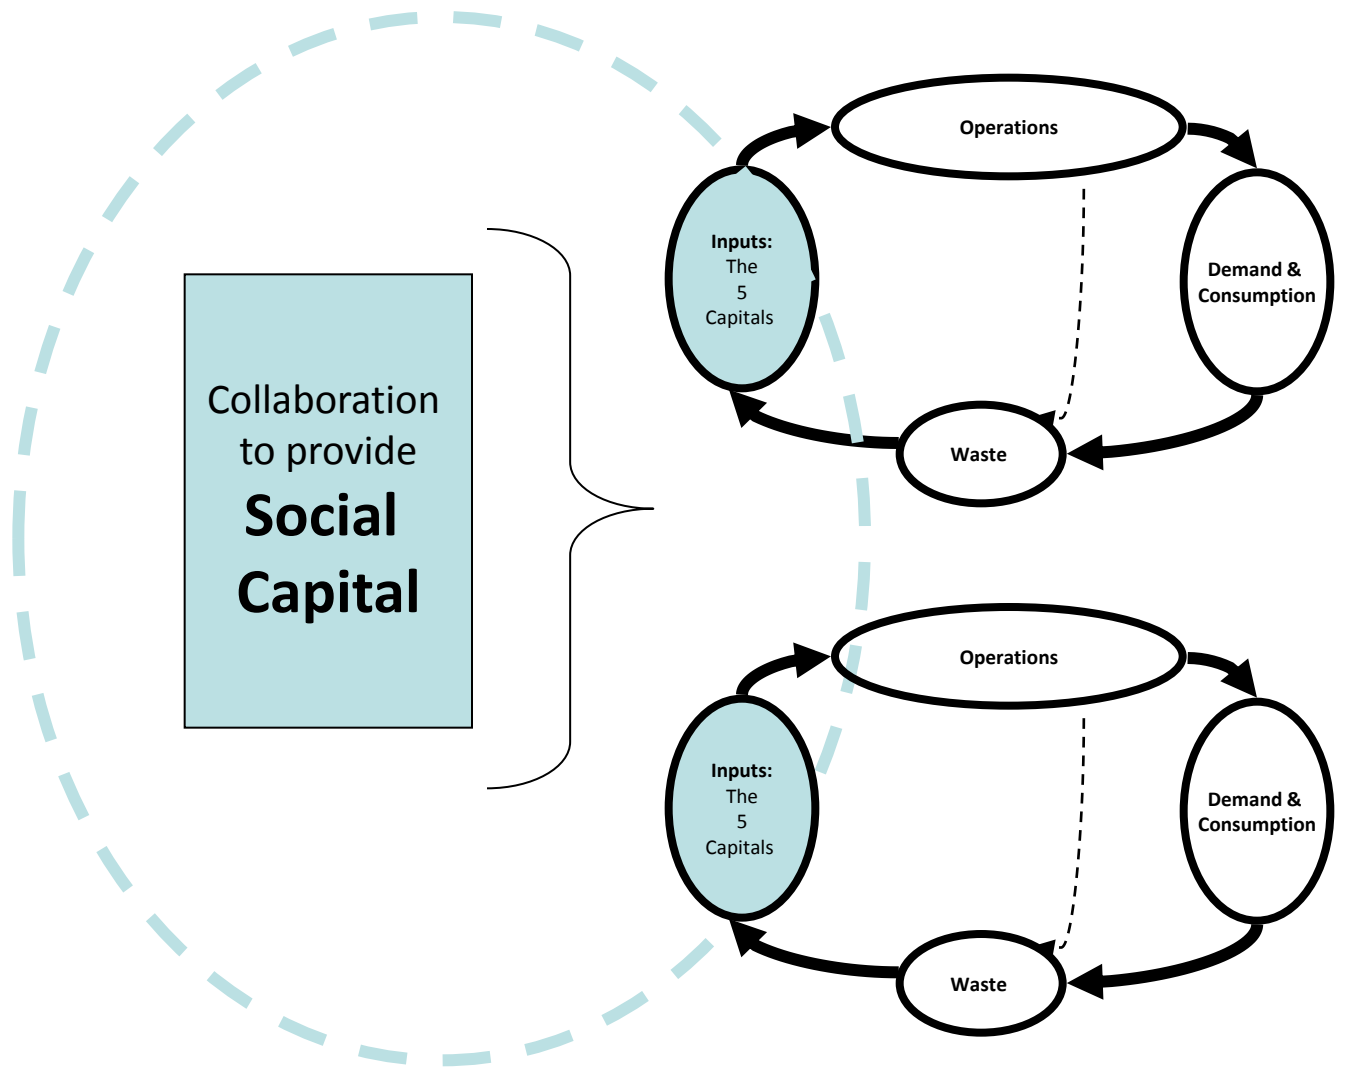 Collaboration
to provide
Social
Capital
Operations
Inputs:
The
5
Capitals
Demand &
Consumption
Waste
Operations
Inputs:
The
5
Capitals
Demand &
Consumption
Waste